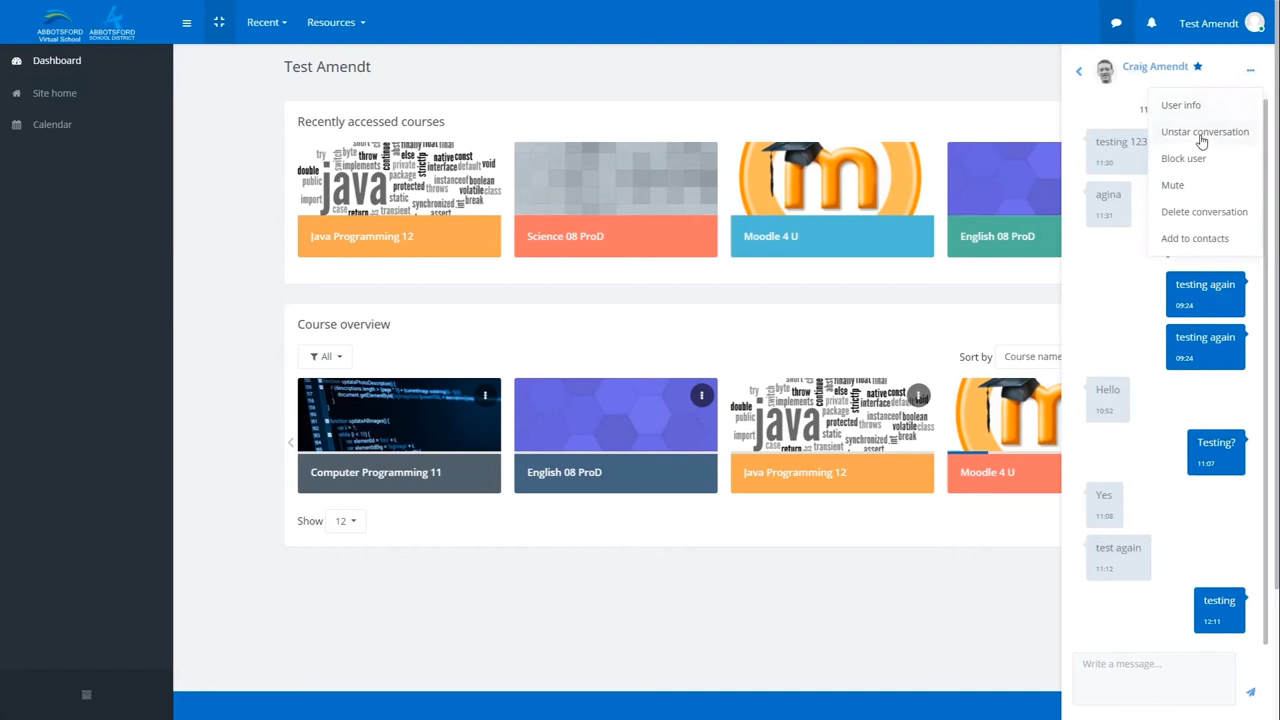 ABBOTSFORD
Virtual School
ABBOTSFORD
SCHOOL DISTRICT
Recent
Resources
Test Amendt
Dashboard
Site home
Calendar
Test Amendt
Recently accessed courses
Java Programming 12
Science 08 ProD
Moodle 4 U
English 08 ProD
Course overview
All
Sort by
Course name
Computer Programming 11
English 08 ProD
Java Programming 12
Moodle 4 U
Show
12
Craig Amendt
11
User info
Unstar conversation
Block user
Mute
Delete conversation
Add to contacts
testing 123
11:30
agina
11:31
testing again
09:24
testing again
09:24
Hello
10:52
Testing?
11:07
Yes
11:08
test again
11:12
testing
12:11
Write a message...